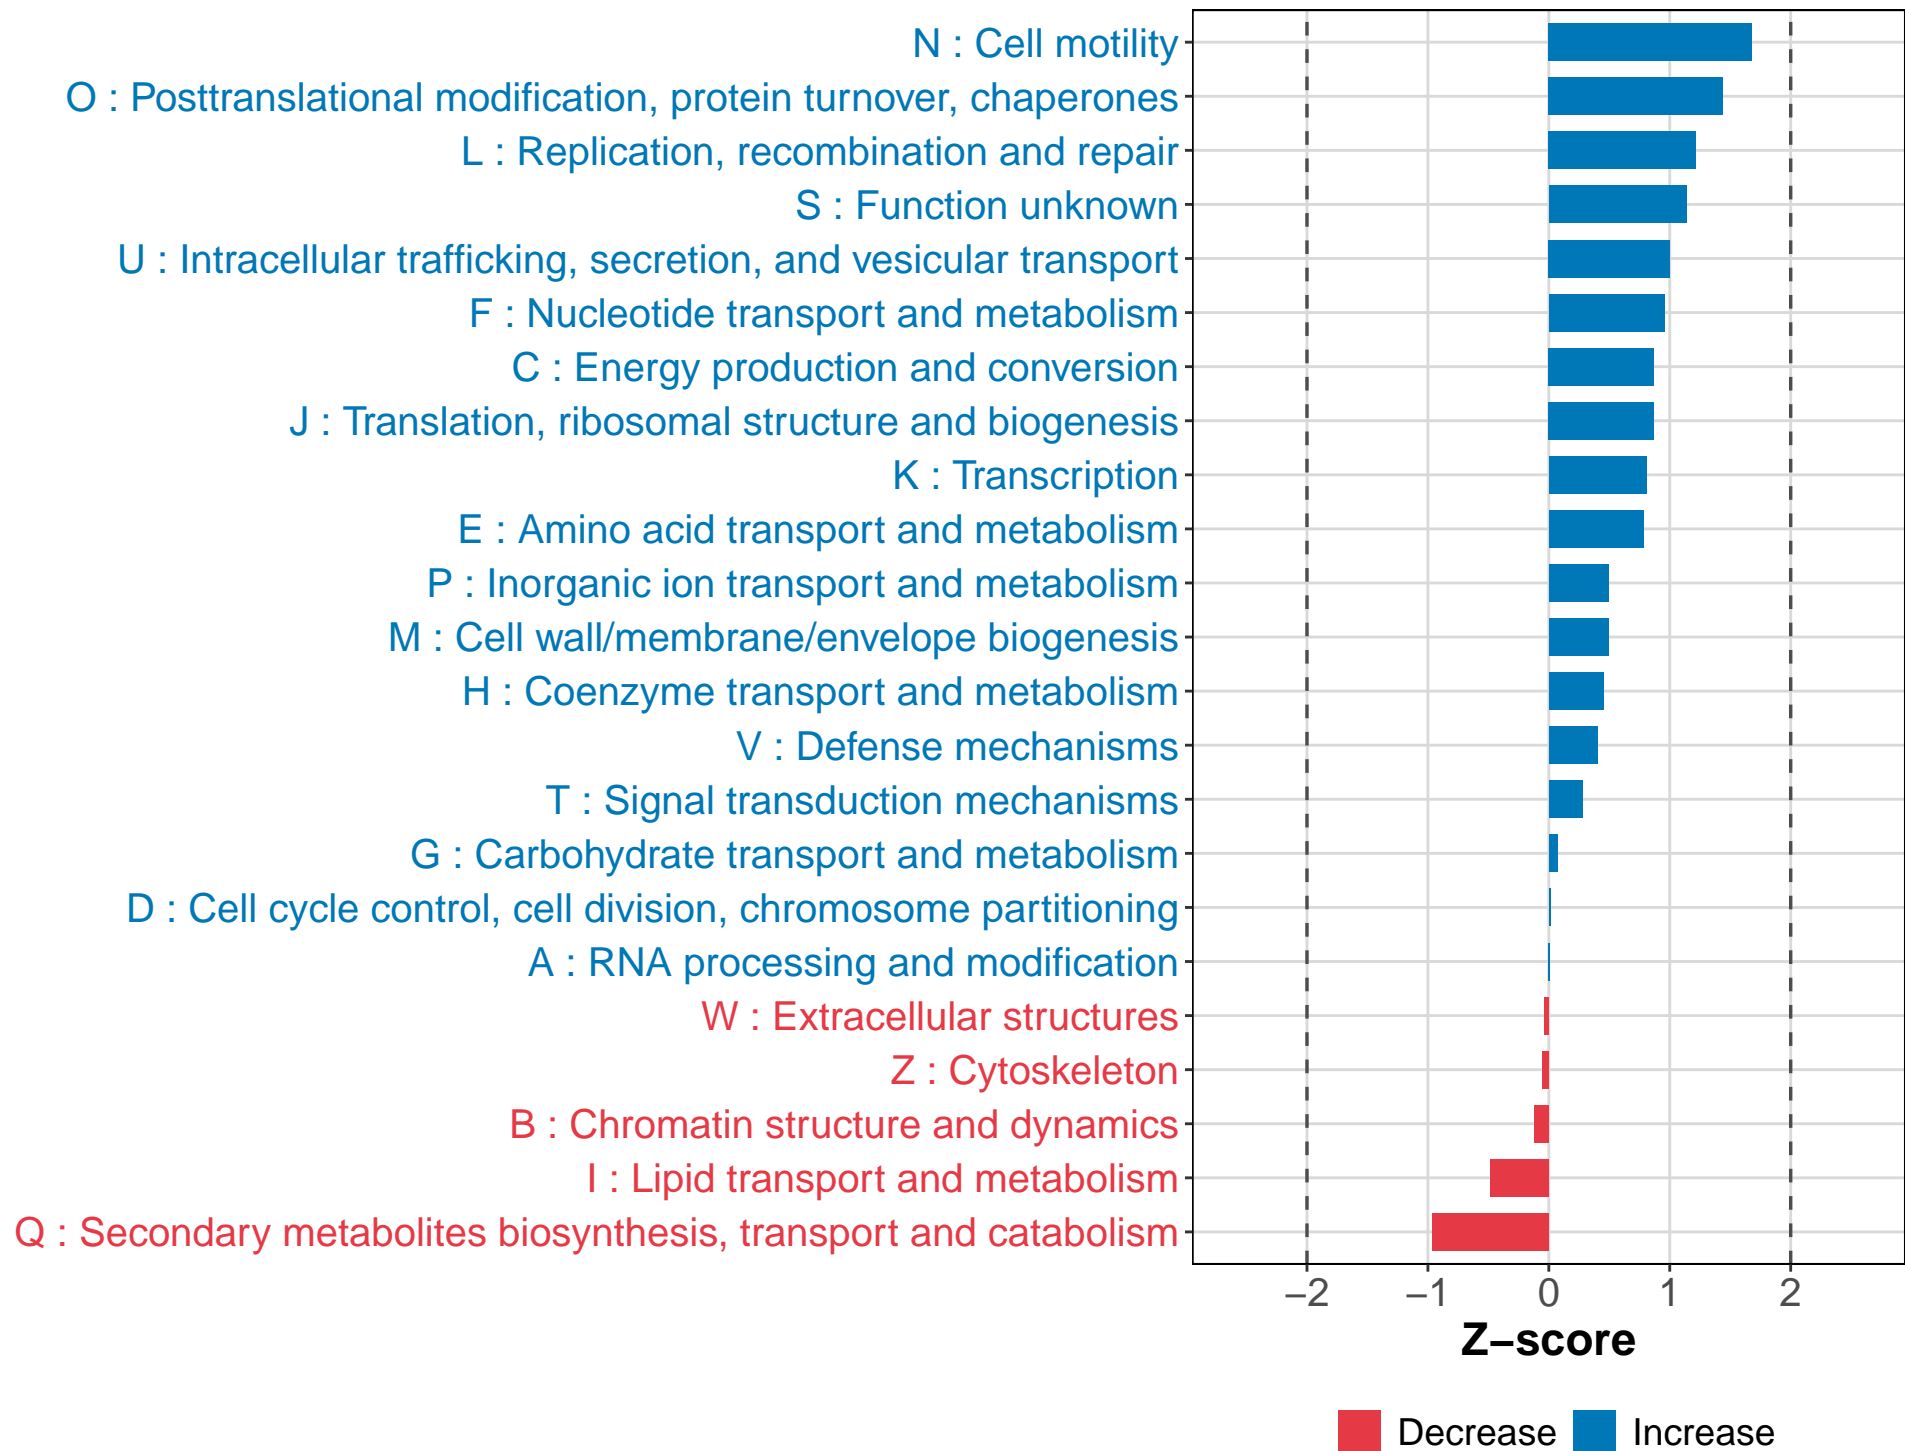 N : Cell motility
O : Posttranslational modification, protein turnover, chaperones
L : Replication, recombination and repair
S : Function unknown
U : Intracellular trafficking, secretion, and vesicular transport
F : Nucleotide transport and metabolism
C : Energy production and conversion
J : Translation, ribosomal structure and biogenesis
K : Transcription
E : Amino acid transport and metabolism
P : Inorganic ion transport and metabolism
M : Cell wall/membrane/envelope biogenesis
H : Coenzyme transport and metabolism
V : Defense mechanisms
T : Signal transduction mechanisms
G : Carbohydrate transport and metabolism
D : Cell cycle control, cell division, chromosome partitioning
A : RNA processing and modification
W : Extracellular structures
Z : Cytoskeleton
B : Chromatin structure and dynamics
I : Lipid transport and metabolism
Q : Secondary metabolites biosynthesis, transport and catabolism
−2 −1 0 1 2
Z−score
Decrease Increase